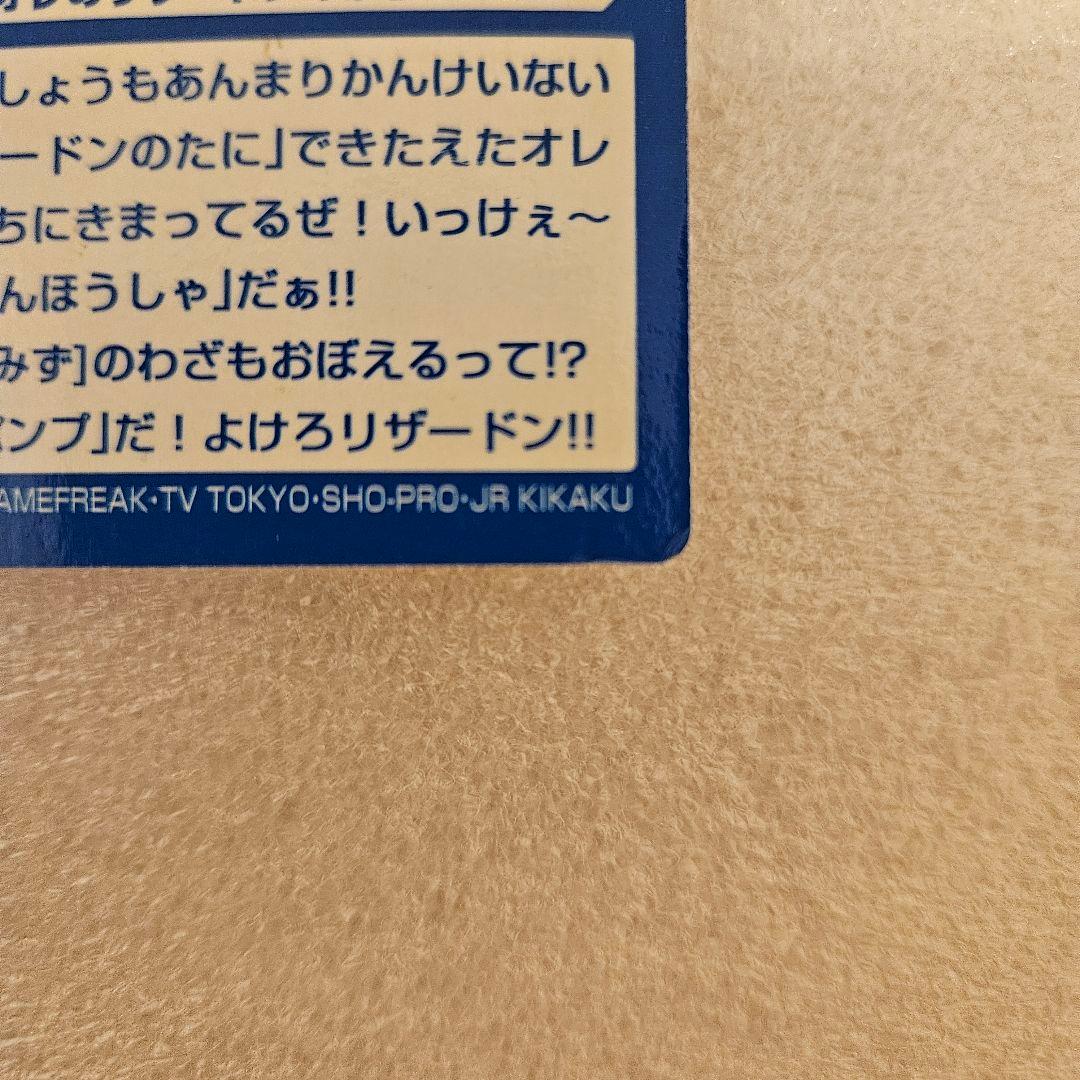 しょうもあんまりかんけいない
ードンのたに」できたえたオレ
ちにきまってるぜ！いっけぇ〜
んほうしゃ」だぁ!!
みず]のわざもおぼえるって!?
ンプ」だ！よけろリザードン!!
AMEFREAK・TV TOKYO・SHO-PRO・JR KIKAKU